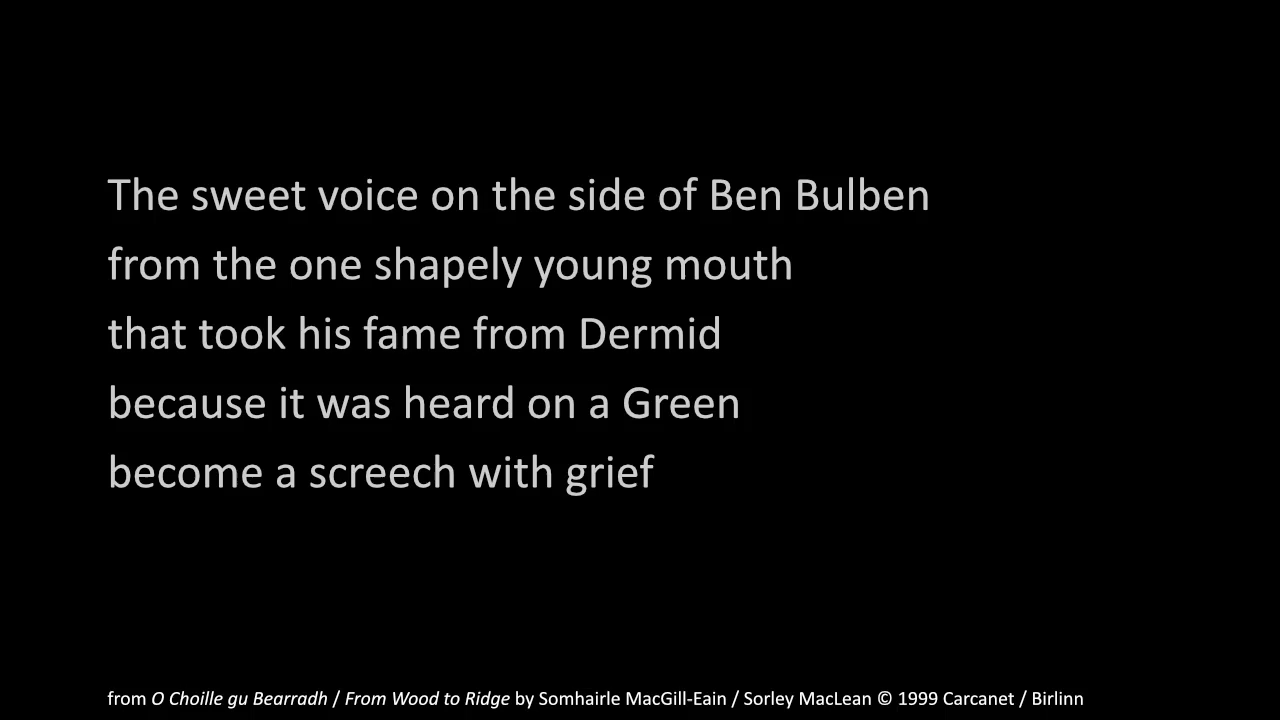 The sweet voice on the side of Ben Bulben
from the one shapely young mouth
that took his fame from Dermid
because it was heard on a Green
become a screech with grief
from O Choille gu Bearradh / From Wood to Ridge by Somhairle MacGill-Eain / Sorley MacLean © 1999 Carcanet / Birlinn